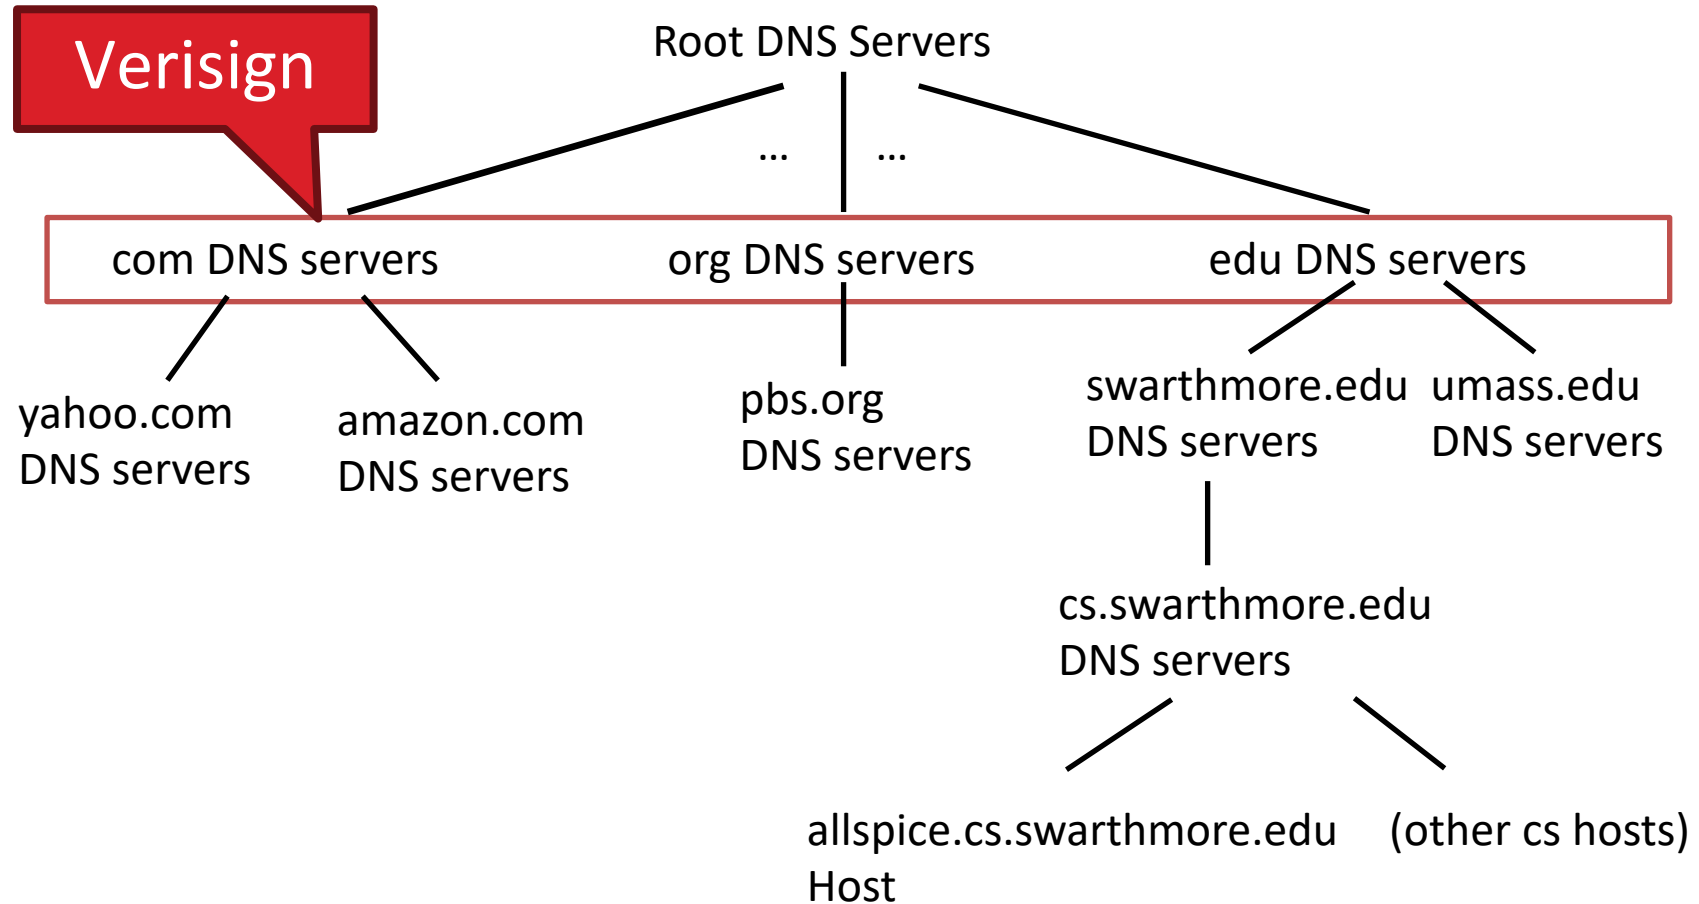 Verisign
Root DNS Servers
... ...
com DNS servers
org DNS servers
edu DNS servers
yahoo.com
DNS servers
amazon.com
DNS servers
pbs.org
DNS servers
swarthmore.edu
DNS servers
umass.edu
DNS servers
cs.swarthmore.edu
DNS servers
allspice.cs.swarthmore.edu
Host
(other cs hosts)